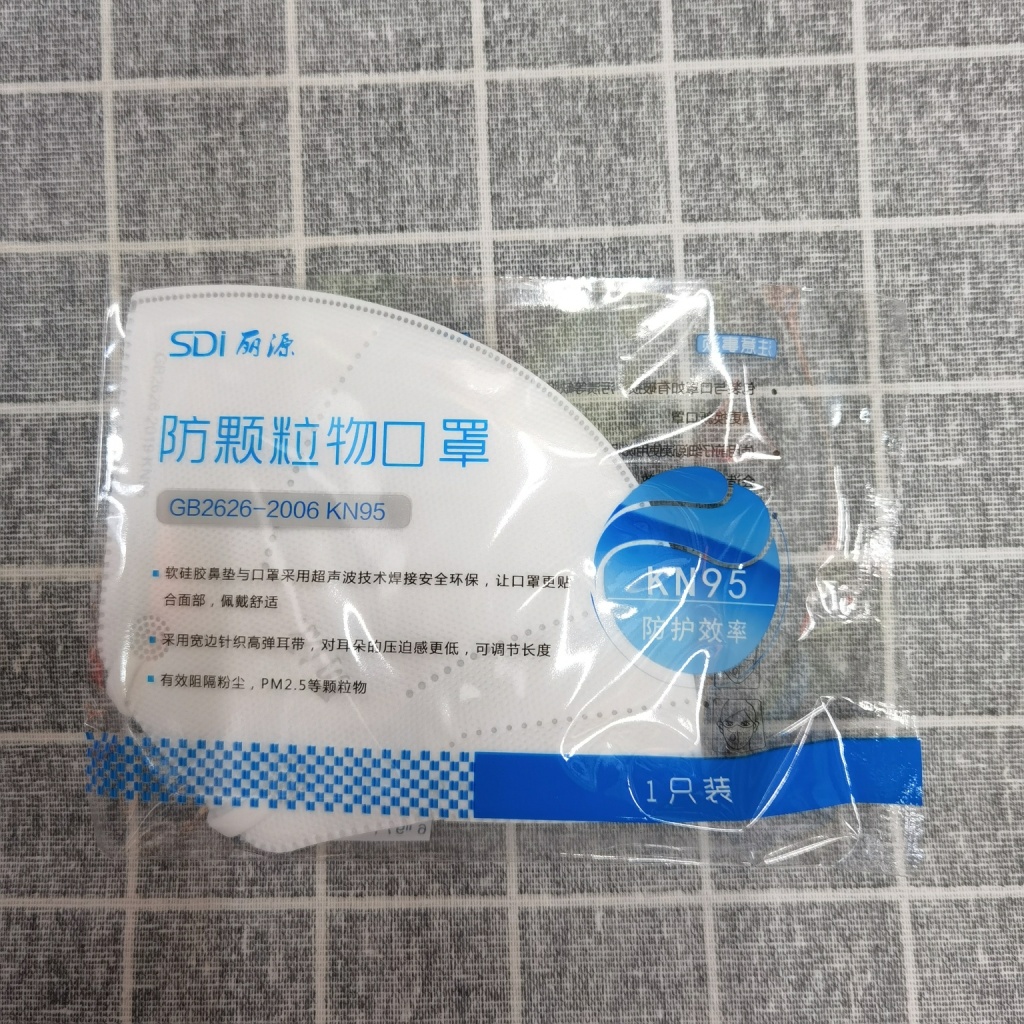 SDi 丽源
防颗粒物口罩
GB2626-2006 KN95
软硅胶鼻垫与口罩采用超声波技术焊接安全环保，让口罩更贴
合面部，佩戴舒适
采用宽边针织高弹耳带，对耳朵的压迫感更低，可调节长度
有效阻隔粉尘，PM2.5等颗粒物
注意事项
KN95
防护效率
1只装